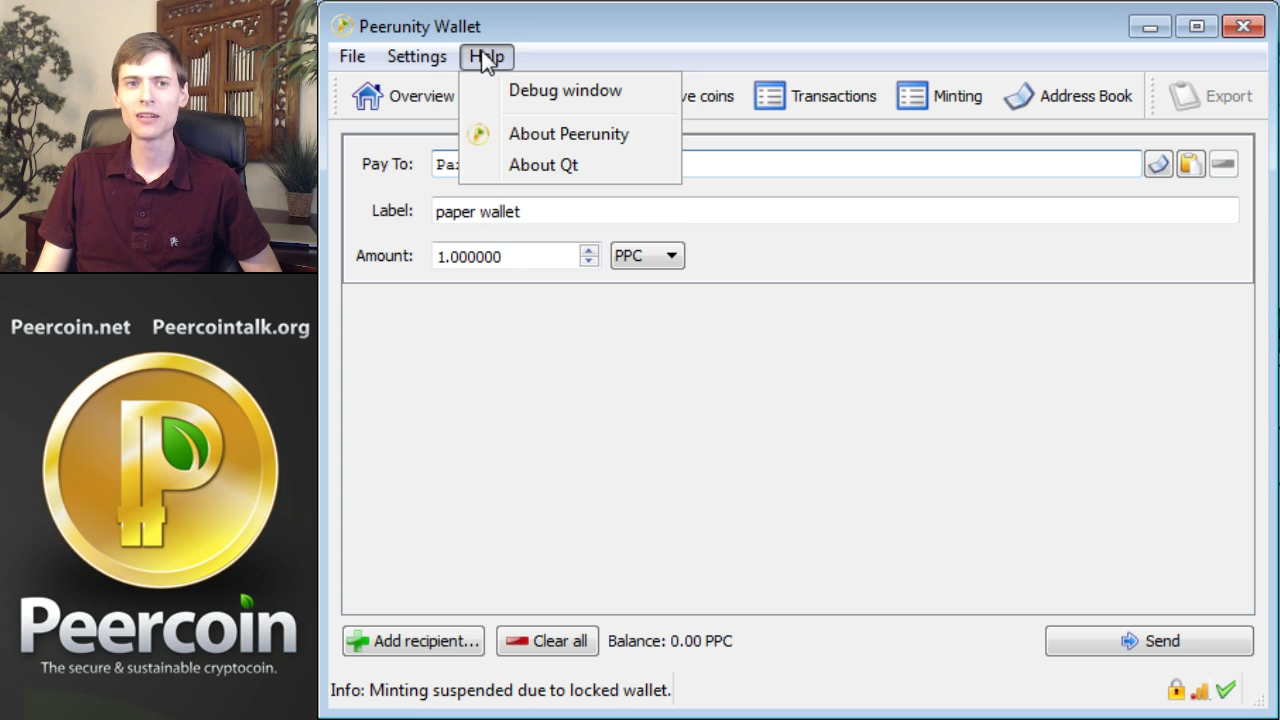 Peerunity Wallet
File Settings Help
Debug window
About Peerunity
About Qt
Overview ve coins Transactions Minting Address Book Export
Pay To:
Label: paper wallet
Amount: 1.000000 PPC
Peercoin.net Peercointalk.org
Peercoin
The secure & sustainable cryptocoin.
Add recipient... Clear all Balance: 0.00 PPC Send
Info: Minting suspended due to locked wallet.